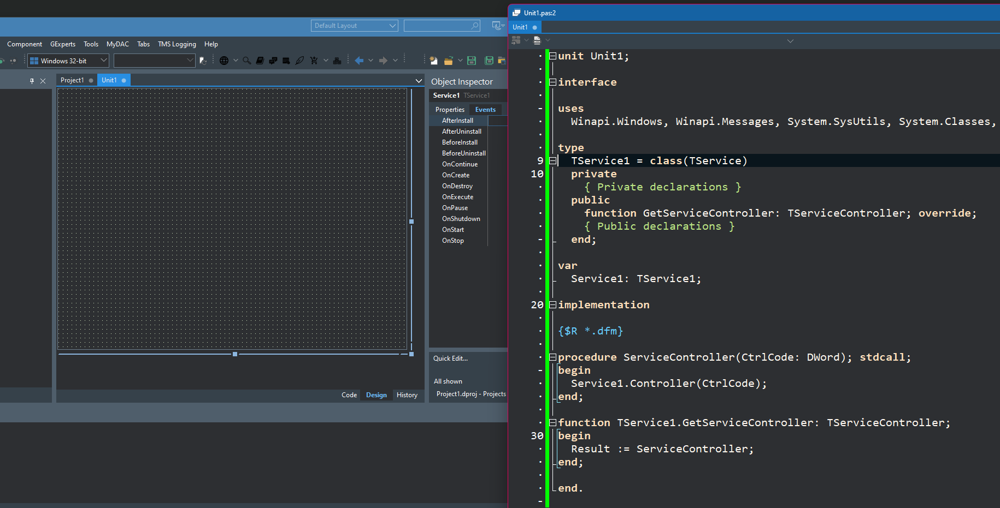 Default Layout
Component GExperts Tools MyDAC Tabs TMS Logging Help
Windows 32-bit
Project1 Unit1
Object Inspector
Service1 TService1
Properties Events
AfterInstall
AfterUninstall
BeforeInstall
BeforeUninstall
OnContinue
OnCreate
OnDestroy
OnExecute
OnPause
OnShutdown
OnStart
OnStop
Quick Edit...
All shown
Code Design History
Project1.dproj - Projects
Unit1.pas:2
Unit1
unit Unit1;
interface
uses
Winapi.Windows, Winapi.Messages, System.SysUtils, System.Classes,
type
9 TService1 = class(TService)
10 private
{ Private declarations }
public
function GetServiceController: TServiceController; override;
{ Public declarations }
end;
var
Service1: TService1;
20 implementation
{$R *.dfm}
procedure ServiceController(CtrlCode: DWord); stdcall;
begin
Service1.Controller(CtrlCode);
end;
function TService1.GetServiceController: TServiceController;
30 begin
Result := ServiceController;
end;
end.